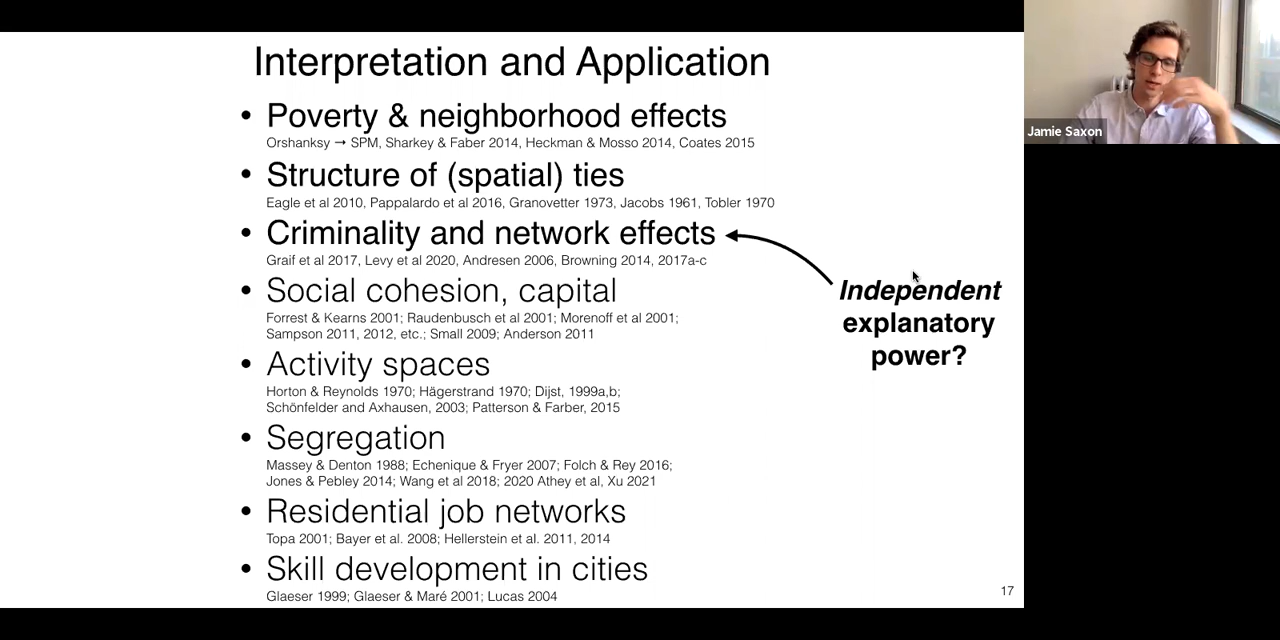 Interpretation and Application
• Poverty & neighborhood effects
Orshanksy → SPM, Sharkey & Faber 2014, Heckman & Mosso 2014, Coates 2015
• Structure of (spatial) ties
Eagle et al 2010, Pappalardo et al 2016, Granovetter 1973, Jacobs 1961, Tobler 1970
• Criminality and network effects
Graif et al 2017, Levy et al 2020, Andresen 2006, Browning 2014, 2017a-c
• Social cohesion, capital
Forrest & Kearns 2001; Raudenbusch et al 2001; Morenoff et al 2001;
Sampson 2011, 2012, etc.; Small 2009; Anderson 2011
• Activity spaces
Horton & Reynolds 1970; Hägerstrand 1970; Dijst, 1999a,b;
Schönfelder and Axhausen, 2003; Patterson & Farber, 2015
• Segregation
Massey & Denton 1988; Echenique & Fryer 2007; Folch & Rey 2016;
Jones & Pebley 2014; Wang et al 2018; 2020 Athey et al, Xu 2021
• Residential job networks
Topa 2001; Bayer et al. 2008; Hellerstein et al. 2011, 2014
• Skill development in cities
Glaeser 1999; Glaeser & Maré 2001; Lucas 2004
Independent
explanatory
power?
17
Jamie Saxon